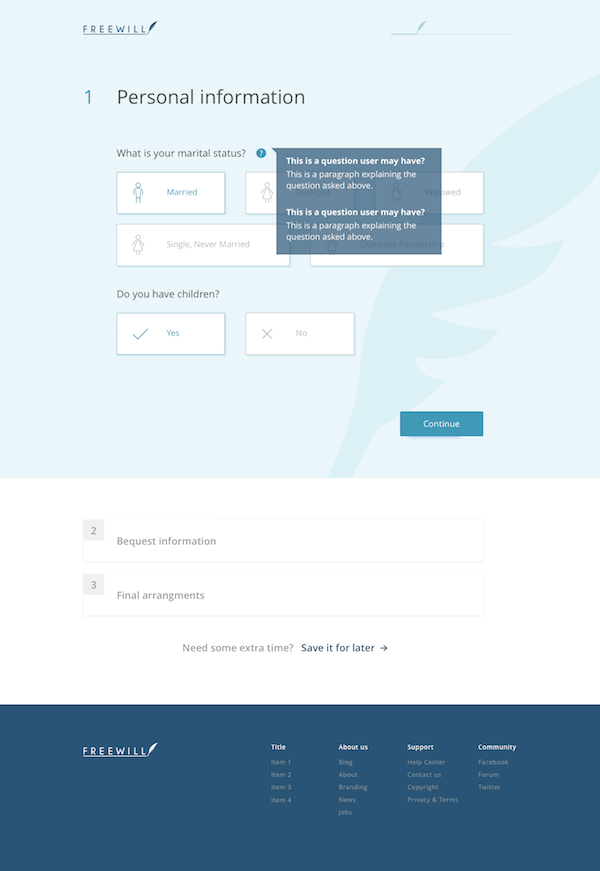 FREEWILL
1 Personal information
What is your marital status? ?
This is a question user may have?
This is a paragraph explaining the
question asked above.
This is a question user may have?
This is a paragraph explaining the
question asked above.
Married
Divorced
Widowed
Single, Never Married
Domestic Partnership
Do you have children?
Yes
No
Continue
2
Bequest information
3
Final arrangments
Need some extra time? Save it for later →
FREEWILL
Title
Item 1
Item 2
Item 3
Item 4
About us
Blog
About
Branding
News
Jobs
Support
Help Center
Contact us
Copyright
Privacy & Terms
Community
Facebook
Forum
Twitter